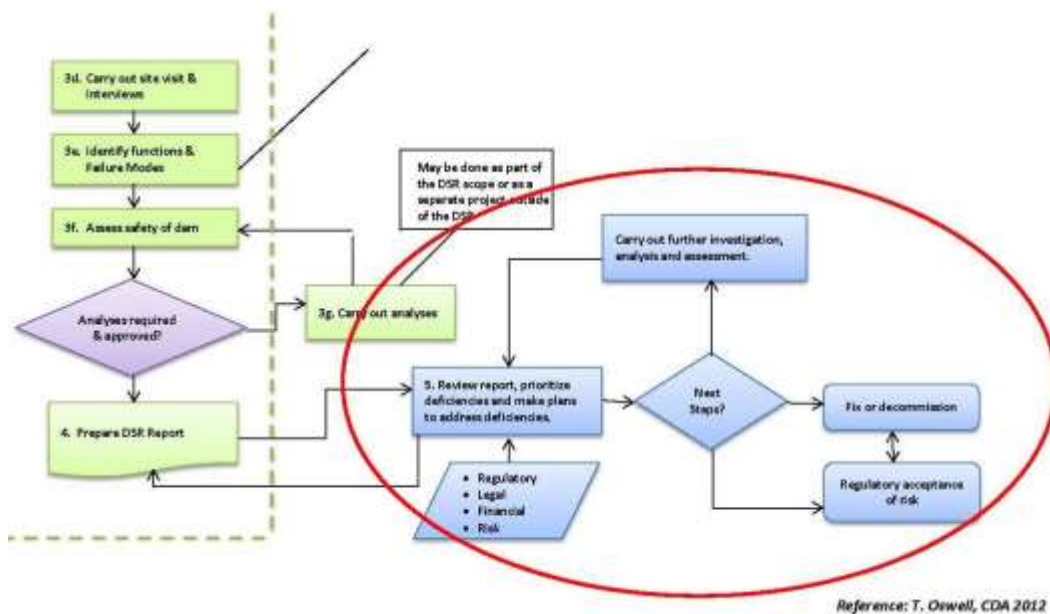 3d. Carry out site visit &
Interviews
3e. Identify functions &
Failure Modes
3f. Assess safety of dam
Analyses required
& approved?
4. Prepare DSR Report
May be done as part of
the DSR scope or as a
separate project outside
of the DSR
3g. Carry out analyses
Carry out further investigation,
analysis and assessment.
5. Review report, prioritize
deficiencies and make plans
to address deficiencies.
Next
Steps?
Fix or decommission
Regulatory acceptance
of risk
• Regulatory
• Legal
• Financial
• Risk
Reference: T. Oswell, CDA 2012